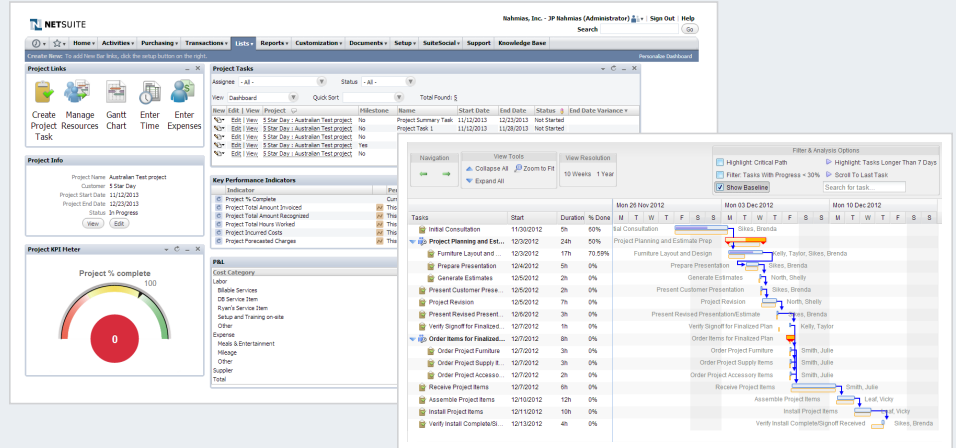 NETSUITE
Nahmias, Inc. - JP Nahmias (Administrator) Sign Out Help
Search Go
Home Activities Purchasing Transactions Lists Reports Customization Documents Setup SuiteSocial Support Knowledge Base
Create New: To add New Bar links, click the setup button on the right. Personalize Dashboard
Project Links
Create Project Task
Manage Resources
Gantt Chart
Enter Time
Enter Expenses
Project Info
Project Name Australian Test project
Customer 5 Star Day
Project Start Date 11/12/2013
Project End Date 12/23/2013
Status In Progress
View Edit
Project KPI Meter
Project % complete
100
0
Project Tasks
Assignee - All - Status - All -
View Dashboard Quick Sort Total Found: 5
New Edit | View Project Milestone Name Start Date End Date Status End Date Variance
Edit | View 5 Star Day : Australian Test project No Project Summery Task 11/12/2013 12/23/2013 Not Started
Edit | View 5 Star Day : Australian Test project No Project Task 1 11/12/2013 11/28/2013 Not Started
Edit | View 5 Star Day : Australian Test project No
Edit | View 5 Star Day : Australian Test project Yes
Edit | View 5 Star Day : Australian Test project No
Key Performance Indicators
Indicator Per
Project % Complete Curr
Project Total Amount Invoiced This
Project Total Amount Recognized This
Project Total Hours Worked This
Project Incurred Costs This
Project Forecasted Charges This
P&L
Cost Category
Labor
Billable Services
DB Service Item
Ryan's Service Item
Setup and Training on-site
Other
Expense
Meals & Entertainment
Mileage
Other
Supplier
Total
Navigation
View Tools
Collapse All Zoom to Fit
Expand All
View Resolution
10 Weeks 1 Year
Filter & Analysis Options
Highlight: Critical Path Highlight: Tasks Longer Than 7 Days
Filter: Tasks With Progress < 30% Scroll To Last Task
Show Baseline Search for task...
Mon 26 Nov 2012 Mon 03 Dec 2012 Mon 10 Dec 2012
Tasks Start Duration % Done M T W T F S S M T W T F S S M T W T F S S
Initial Consultation 11/30/2012 5h 60% tial Consultation Sikes, Brenda
Project Planning and Est... 12/3/2012 24h 50% Project Planning and Estimate Prep
Furniture Layout and ... 12/3/2012 17h 70.59% Furniture Layout and Design Kelly, Taylor, Sikes, Brenda
Prepare Presentation 12/4/2012 5h 0% Prepare Presentation Sikes, Brenda
Generate Estimates 12/5/2012 2h 0% Generate Estimates North, Shelly
Present Customer Prese... 12/5/2012 2h 0% Present Customer Presentation Sikes, Brenda
Project Revision 12/5/2012 7h 0% Project Revision North, Shelly
Present Revised Present... 12/6/2012 3h 0% Present Revised Presentation/Estimate Sikes, Brenda
Verify Signoff for Finalized... 12/7/2012 1h 0% Verify Signoff for Finalized Plan Kelly, Taylor
Order Items for Finalized... 12/7/2012 8h 0% Order Items for Finalized Plan
Order Project Furniture 12/7/2012 3h 0% Order Project Furniture Smith, Julie
Order Project Supply It... 12/7/2012 3h 0% Order Project Supply Items Smith, Julie
Order Project Accesso... 12/7/2012 2h 0% Order Project Accessory Items Smith, Julie
Receive Project Items 12/7/2012 6h 0% Receive Project Items Smith, Julie
Assemble Project Items 12/10/2012 12h 0% Assemble Project Items Leaf, Vicky
Install Project Items 12/11/2012 10h 0% Install Project Items Leaf, Vicky
Verify Install Complete/Si... 12/13/2012 4h 0% Verify Install Complete/Signoff Received Sikes, Brenda